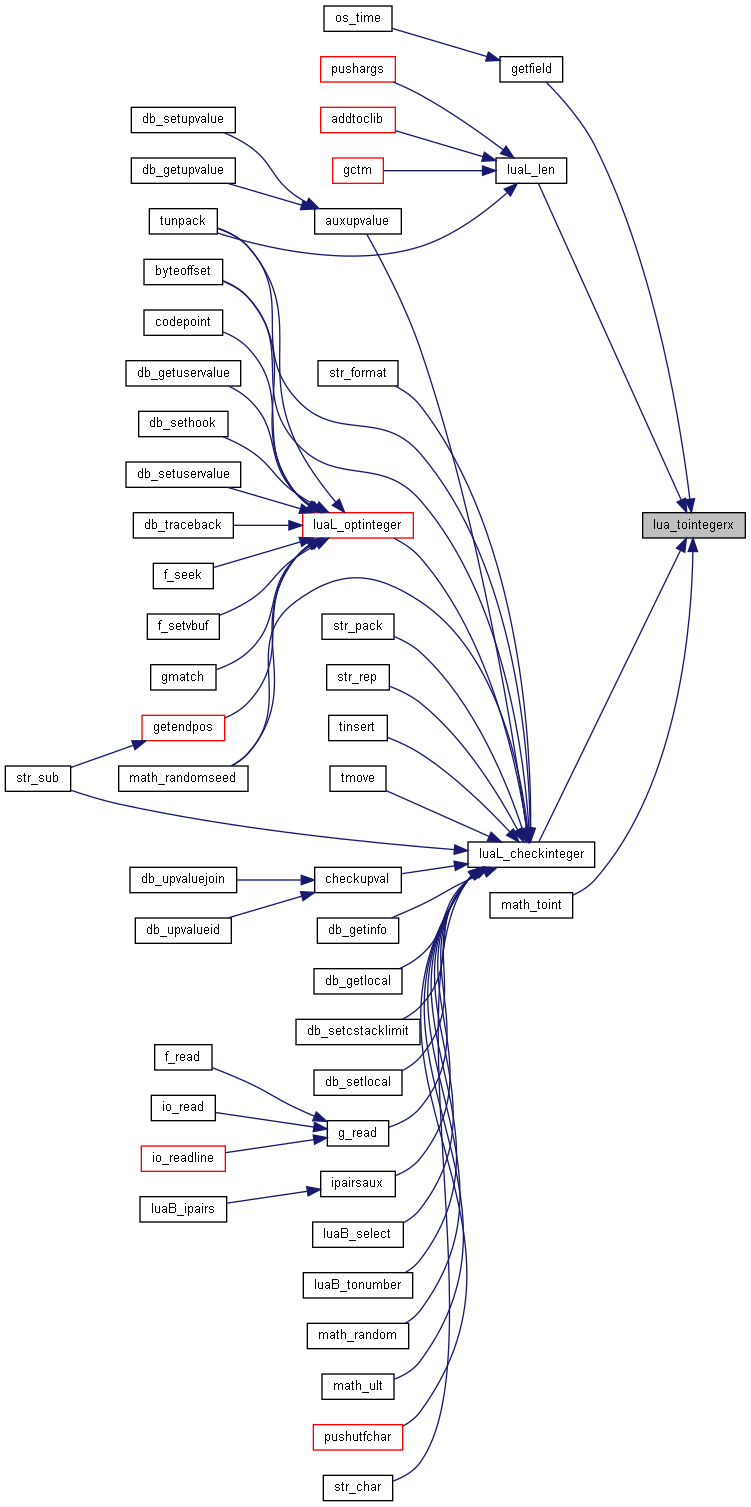 os_time
pushargs
getfield
db_setupvalue
addtoclib
db_getupvalue
gctm
luaL_len
tunpack
auxupvalue
byteoffset
codepoint
db_getuservalue
str_format
db_sethook
db_setuservalue
db_traceback
luaL_optinteger
lua_tointegerx
f_seek
f_setvbuf
str_pack
gmatch
str_rep
getendpos
tinsert
str_sub
math_randomseed
tmove
luaL_checkinteger
db_upvaluejoin
checkupval
math_toint
db_upvalueid
db_getinfo
db_getlocal
db_setcstacklimit
f_read
db_setlocal
io_read
g_read
io_readline
ipairsaux
luaB_ipairs
luaB_select
luaB_tonumber
math_random
math_ult
pushutfchar
str_char